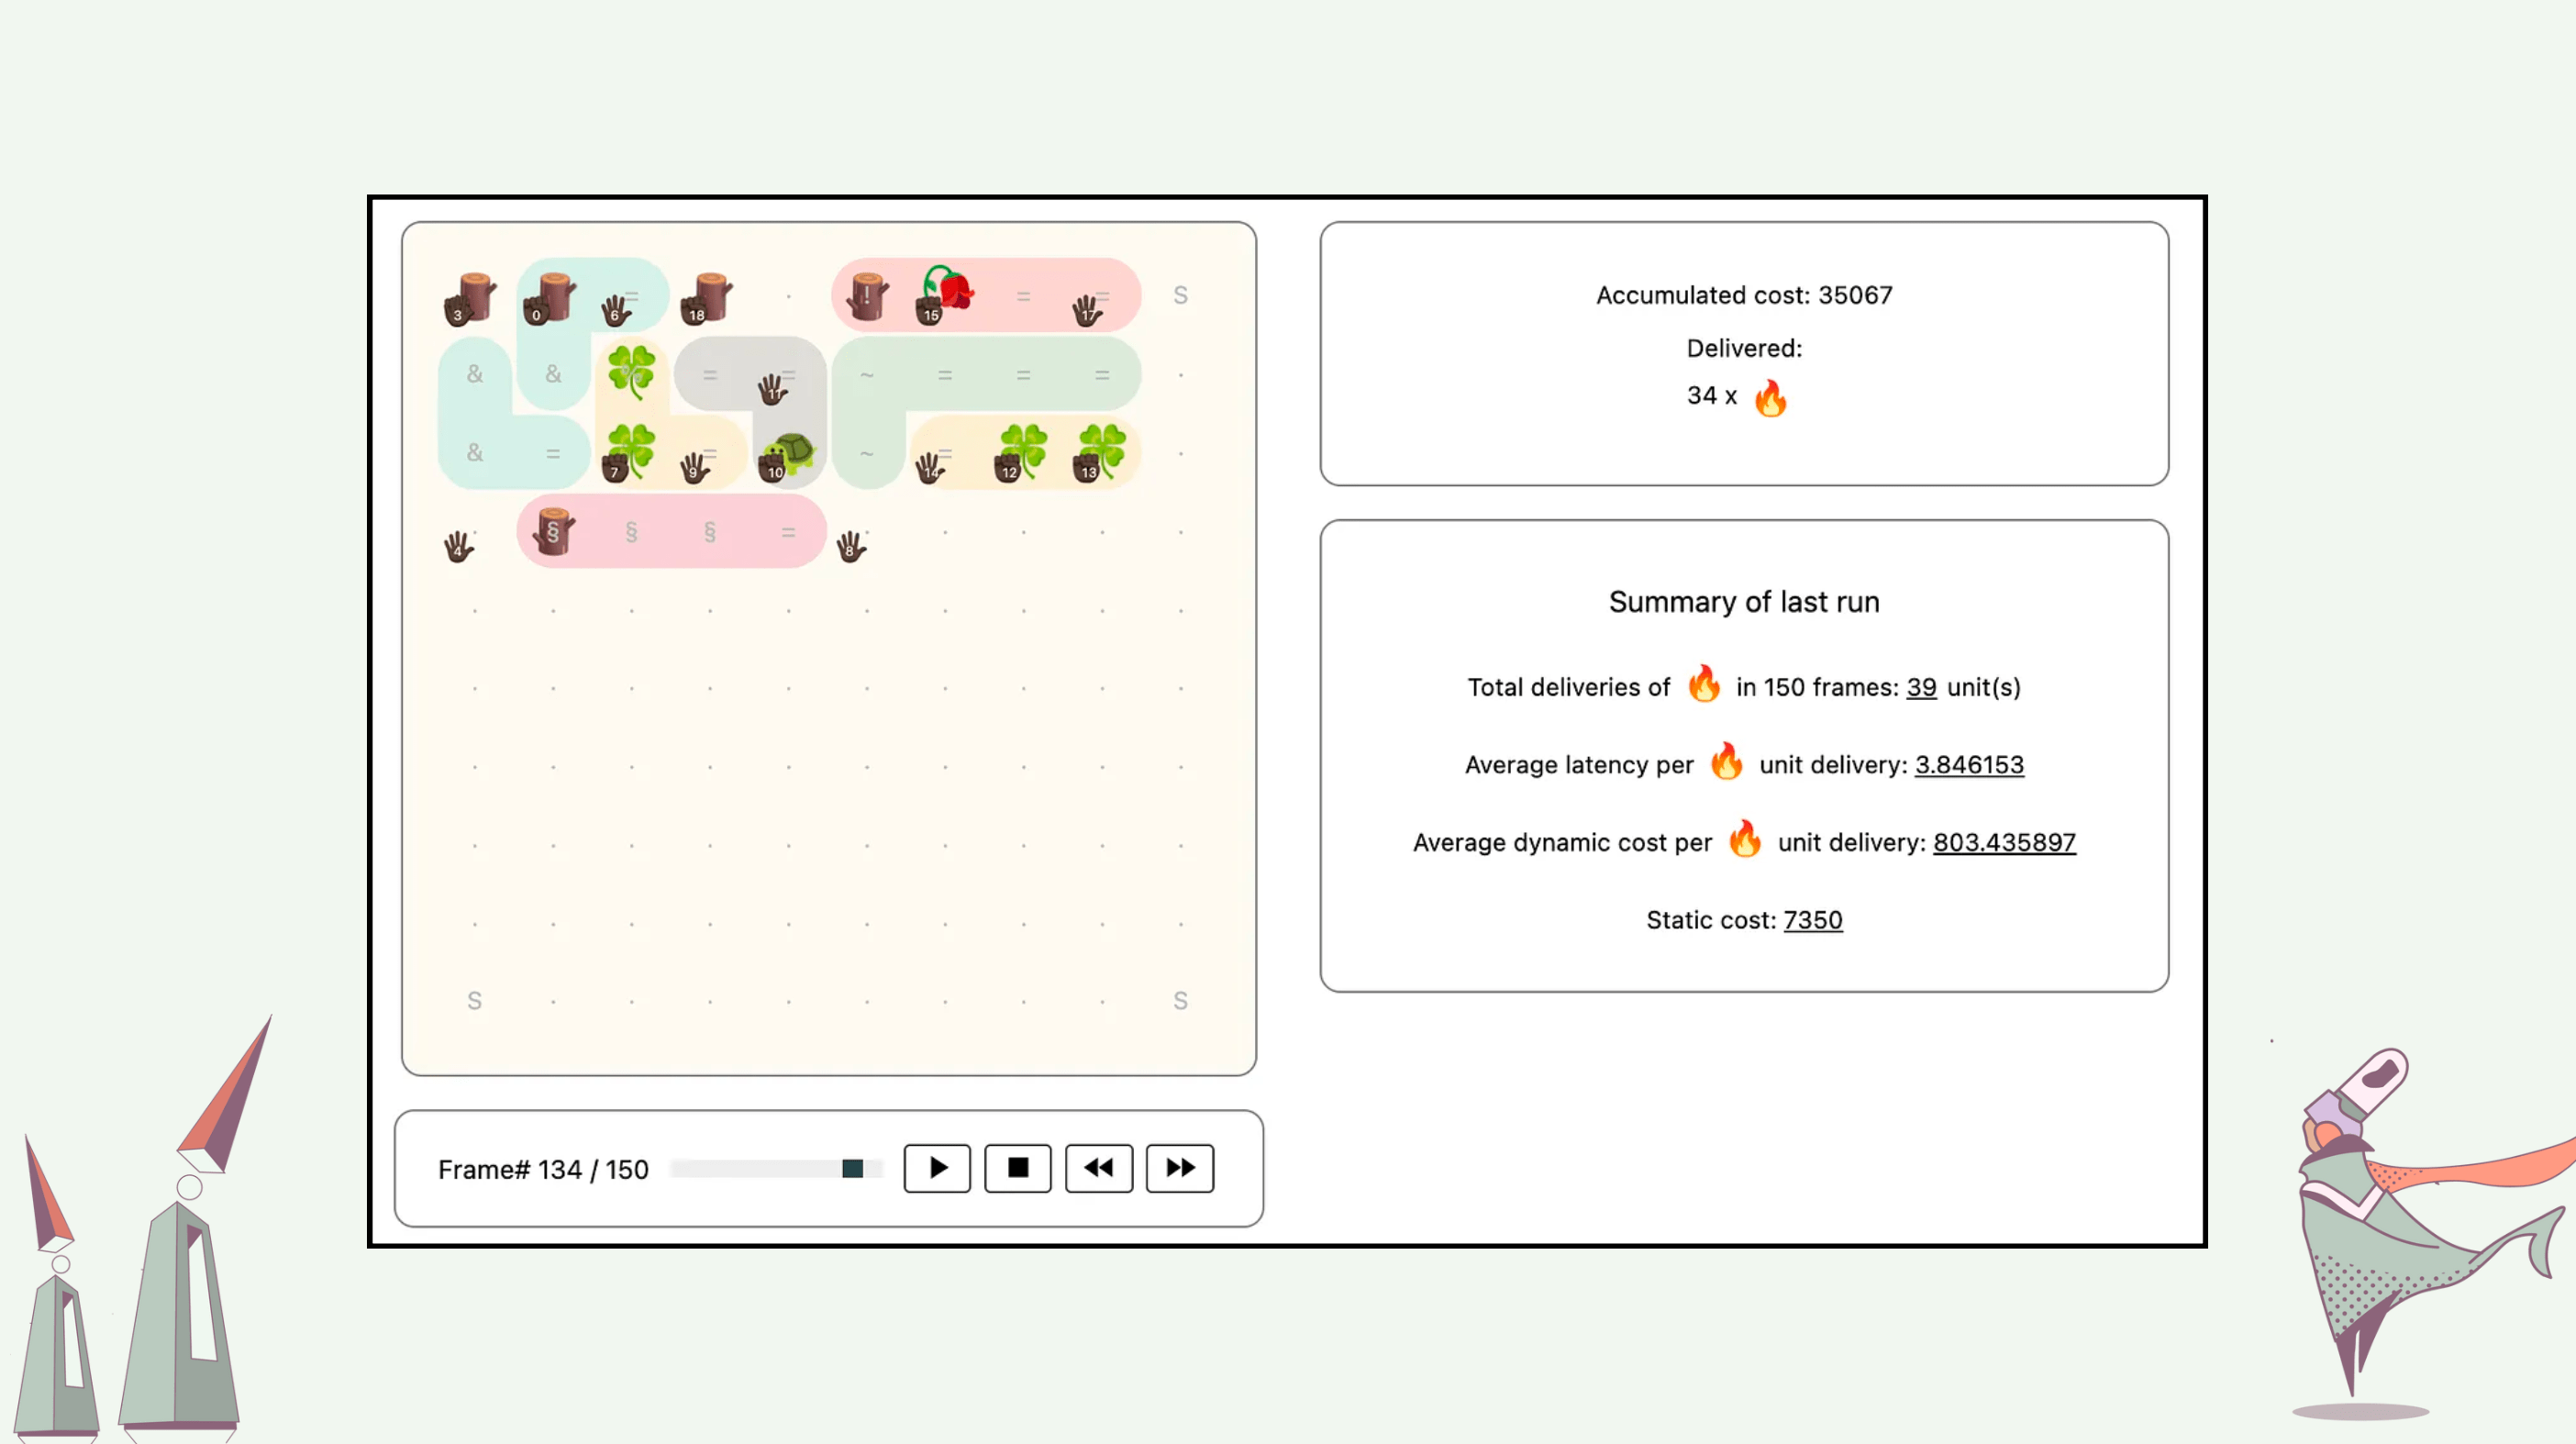 3 0 6 = 18 · ! 15 = 17 = S
& & % = 11 = ~ = = = ·
& = 7 9 = 10 ~ 14 = 12 13 ·
4 · § § § = 8 · · · · ·
· · · · · · · · · ·
· · · · · · · · · ·
· · · · · · · · · ·
· · · · · · · · · ·
· · · · · · · · · ·
S · · · · · · · · S
Frame# 134 / 150
Accumulated cost: 35067
Delivered:
34 x
Summary of last run
Total deliveries of 🔥 in 150 frames: 39 unit(s)
Average latency per 🔥 unit delivery: 3.846153
Average dynamic cost per 🔥 unit delivery: 803.435897
Static cost: 7350